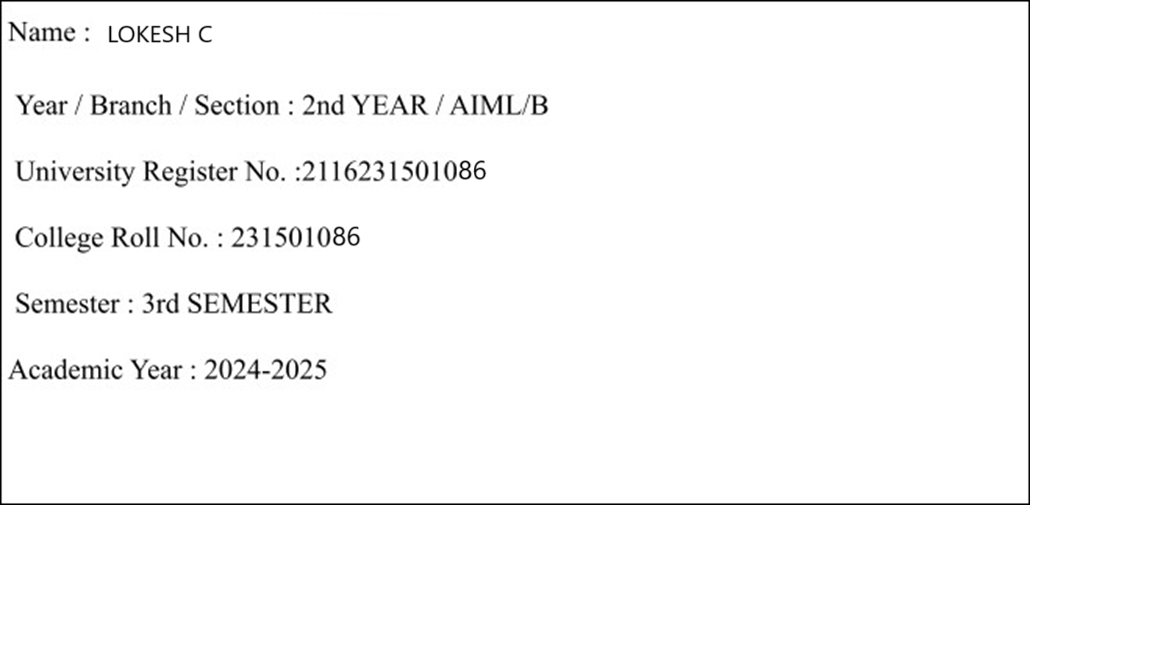 Name : LOKESH C
Year / Branch / Section : 2nd YEAR / AIML/B
University Register No. :2116231501086
College Roll No. : 231501086
Semester : 3rd SEMESTER
Academic Year : 2024-2025